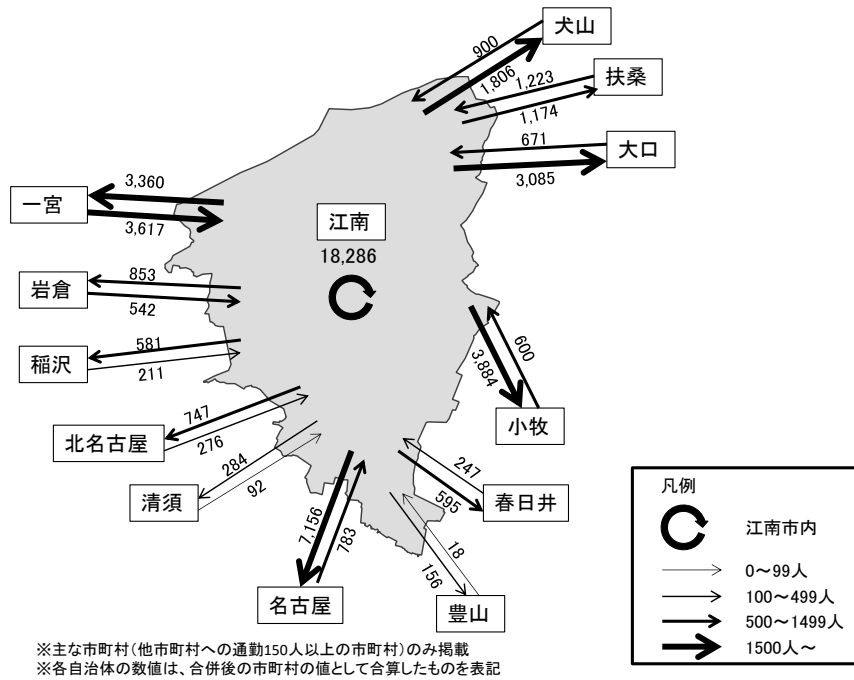 犬山
900
1,806
扶桑
1,223
1,174
大口
671
3,085
一宮
3,360
3,617
江南
18,286
岩倉
853
542
稲沢
581
211
小牧
600
3,884
北名古屋
747
276
清須
284
92
春日井
247
595
名古屋
7,156
783
豊山
18
156
凡例
江南市内
0～99人
100～499人
500～1499人
1500人～
※主な市町村（他市町村への通勤150人以上の市町村）のみ掲載
※各自治体の数値は、合併後の市町村の値として合算したものを表記